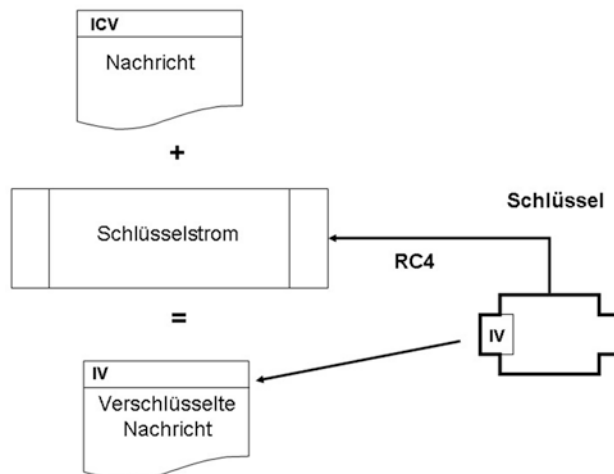 ICV
Nachricht
+
Schlüsselstrom
Schlüssel
RC4
=
IV
IV
Verschlüsselte
Nachricht